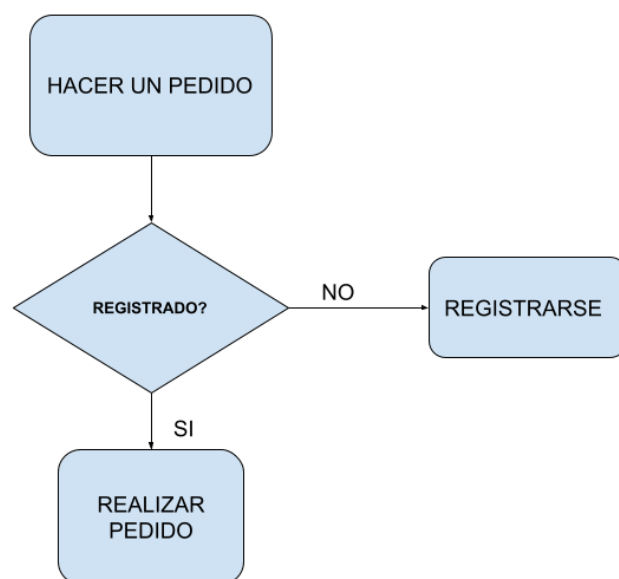 HACER UN PEDIDO
REGISTRADO?
NO
REGISTRARSE
SI
REALIZAR
PEDIDO